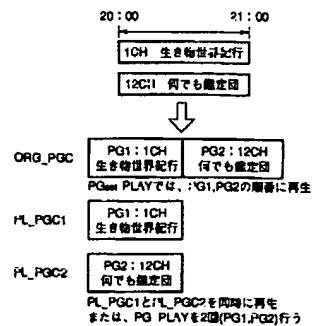 20：00 21：00
1CH 生き物世界紀行
12CH 何でも鑑定団
ORG_PGC
PG1：1CH
生き物世界紀行
PG2：12CH
何でも鑑定団
PGset PLAYでは、PG1,PG2の順番に再生
PL_PGC1
PG1：1CH
生き物世界紀行
PL_PGC2
PG2：12CH
何でも鑑定団
PL_PGC1とPL_PGC2を同時に再生
または、PG PLAYを2回(PG1,PG2)行う